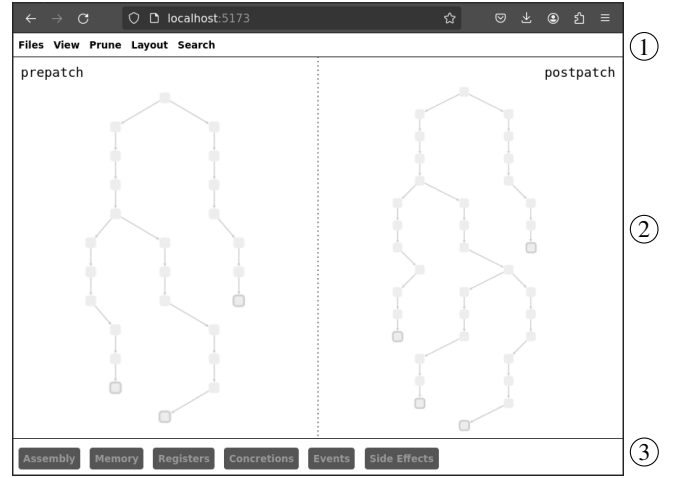 localhost:5173
Files View Prune Layout Search
1
prepatch postpatch
2
Assembly Memory Registers Concretions Events Side Effects
3